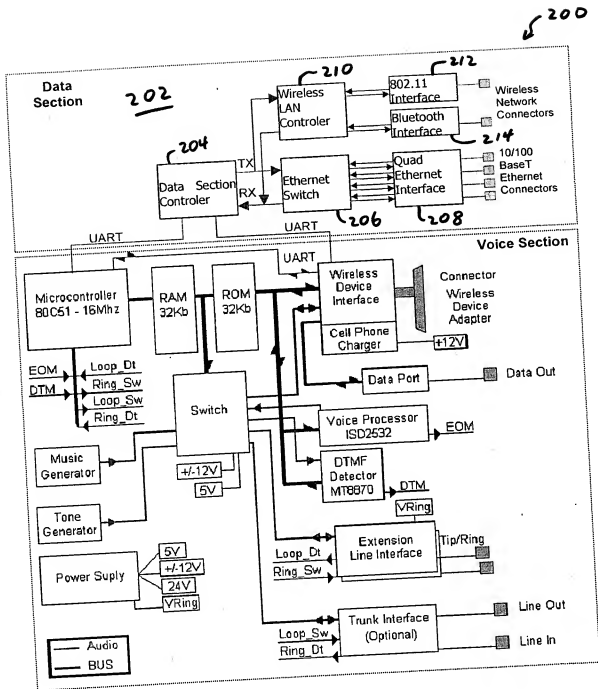 200
Data
Section
202
210
212
Wireless
LAN
Controler
802.11
Interface
Wireless
Network
Connectors
Bluetooth
Interface
214
204
TX
RX
Data Section
Controler
Ethernet
Switch
206
Quad
Ethernet
Interface
208
10/100
BaseT
Ethernet
Connectors
UART
UART
UART
Voice Section
Microcontroller
80C51 - 16Mhz
RAM
32Kb
ROM
32Kb
Wireless
Device
Interface
Connector
Wireless
Device
Adapter
Cell Phone
Charger
+12V
EOM
Loop_Dt
DTM
Ring_Sw
Loop_Sw
Ring_Dt
Switch
Data Port
Data Out
Voice Processor
ISD2532
EOM
Music
Generator
+/-12V
5V
DTMF
Detector
MT8870
DTM
VRing
Tone
Generator
Extension
Line Interface
Tip/Ring
Loop_Dt
Ring_Sw
Power Suply
5V
+/-12V
24V
VRing
Trunk Interface
(Optional)
Line Out
Loop_Sw
Ring_Dt
Line In
Audio
BUS